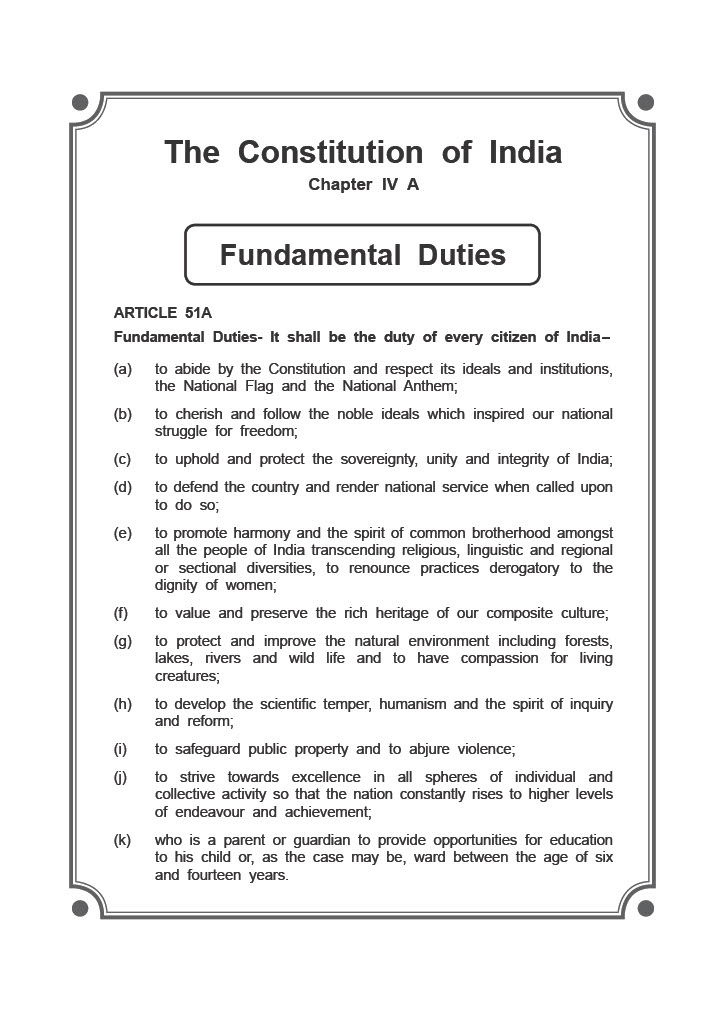 The Constitution of India
Chapter IV A
Fundamental Duties
ARTICLE 51A
Fundamental Duties- It shall be the duty of every citizen of India–
(a) to abide by the Constitution and respect its ideals and institutions,
the National Flag and the National Anthem;
(b) to cherish and follow the noble ideals which inspired our national
struggle for freedom;
(c) to uphold and protect the sovereignty, unity and integrity of India;
(d) to defend the country and render national service when called upon
to do so;
(e) to promote harmony and the spirit of common brotherhood amongst
all the people of India transcending religious, linguistic and regional
or sectional diversities, to renounce practices derogatory to the
dignity of women;
(f) to value and preserve the rich heritage of our composite culture;
(g) to protect and improve the natural environment including forests,
lakes, rivers and wild life and to have compassion for living
creatures;
(h) to develop the scientific temper, humanism and the spirit of inquiry
and reform;
(i) to safeguard public property and to abjure violence;
(j) to strive towards excellence in all spheres of individual and
collective activity so that the nation constantly rises to higher levels
of endeavour and achievement;
(k) who is a parent or guardian to provide opportunities for education
to his child or, as the case may be, ward between the age of six
and fourteen years.